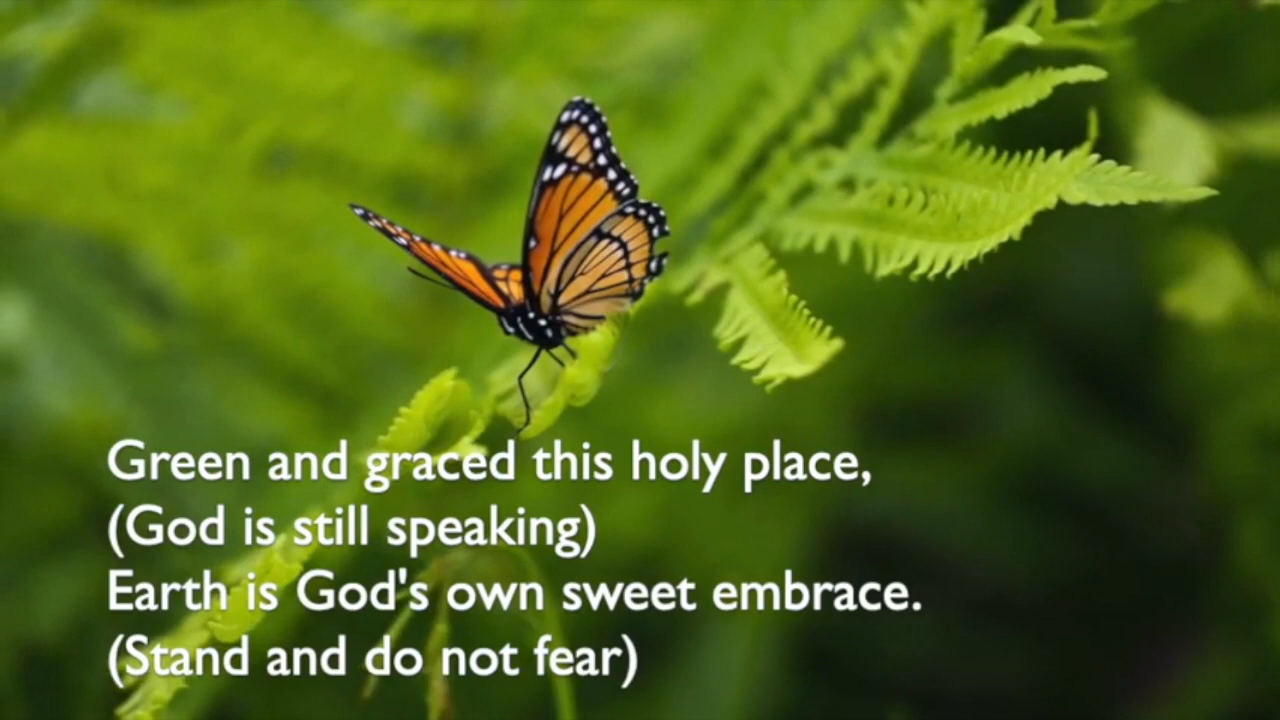 Green and graced this holy place,
(God is still speaking)
Earth is God's own sweet embrace.
(Stand and do not fear)